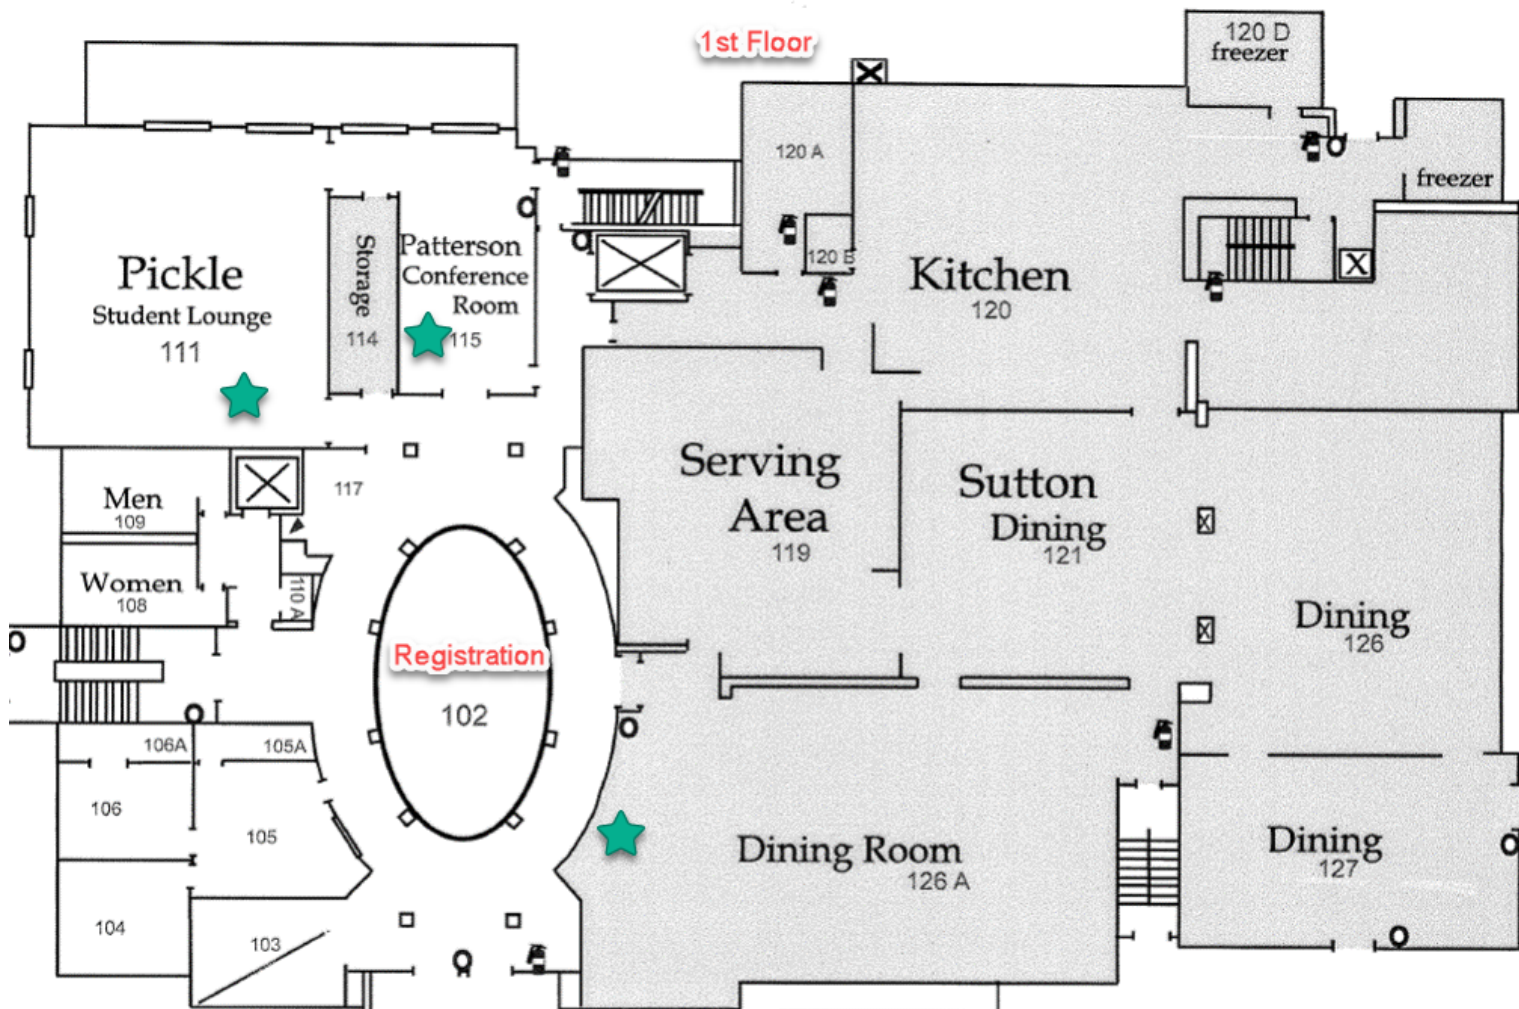 1st Floor
120 D
freezer
120 A
freezer
120 B
Pickle
Student Lounge
111
Storage
114
Patterson
Conference
Room
115
Kitchen
120
Men
109
117
Women
108
110 A
Serving
Area
119
Sutton
Dining
121
Dining
126
Registration
102
106A
105A
106
105
104
103
Dining Room
126 A
Dining
127